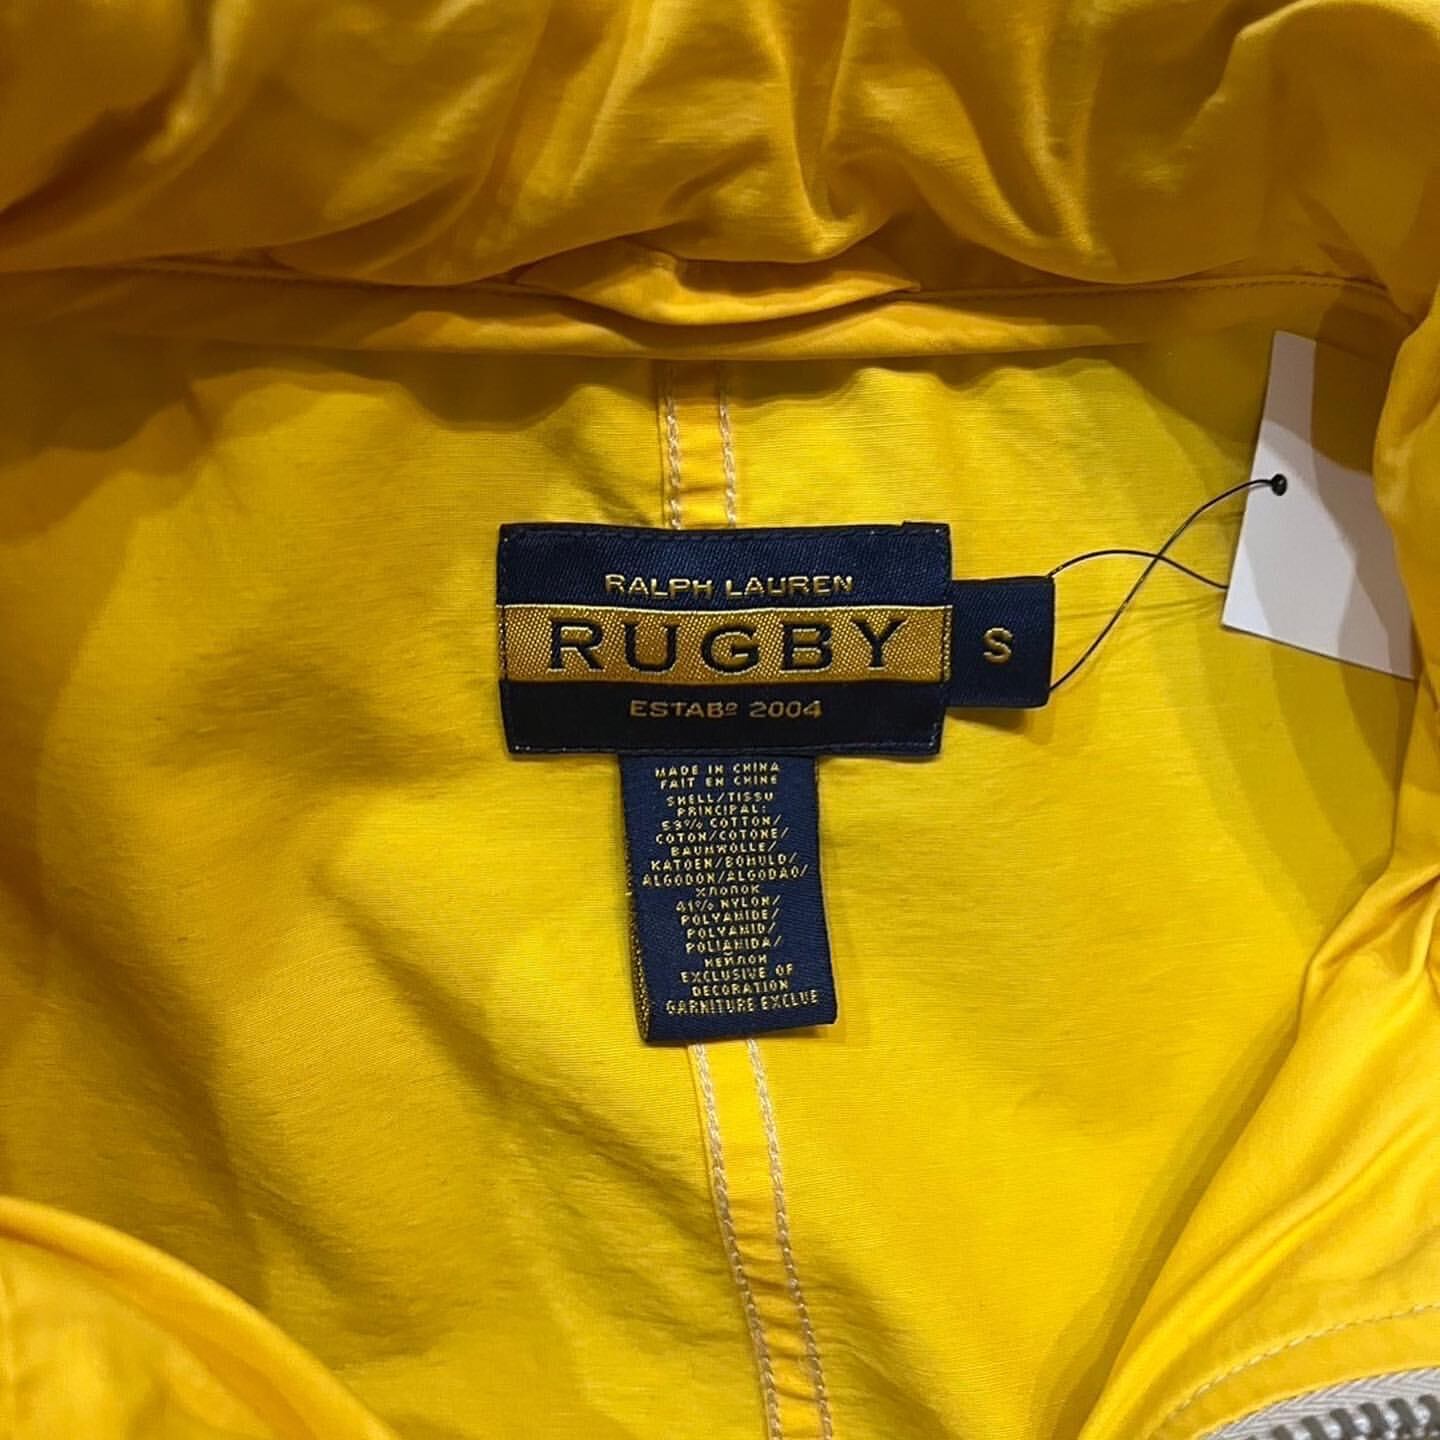 RALPH LAUREN
RUGBY
S
ESTABº 2004
MADE IN CHINA
FAIT EN CHINE
SHELL/TISSU
PRINCIPAL:
53% COTTON/
COTON/COTONE/
BAUMWOLLE/
KATOEN/BOMULD/
ALGODON/ALGODAO/
ХЛОПОК
41% NYLON/
POLYAMIDE/
POLYAMID/
POLIAMIDA/
НЕЙЛОН
EXCLUSIVE OF
DECORATION
GARNITURE EXCLUE